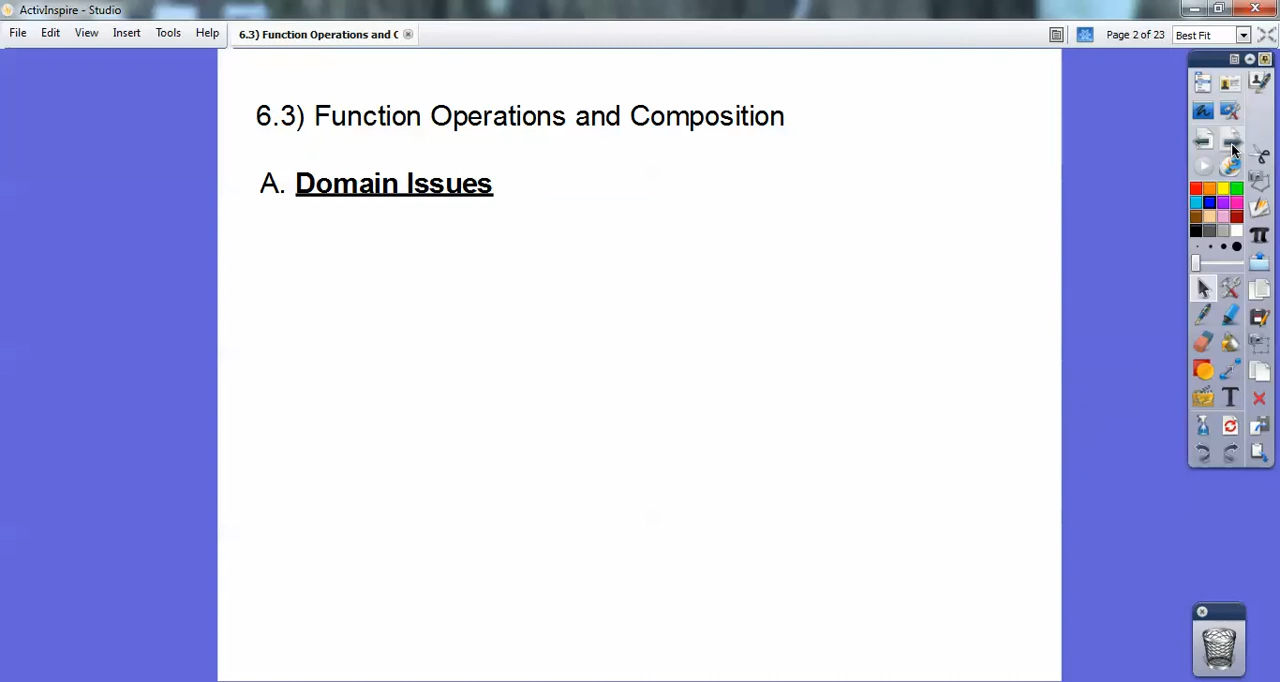 ActivInspire - Studio
File Edit View Insert Tools Help
6.3) Function Operations and C
Page 2 of 23
Best Fit
6.3) Function Operations and Composition
A. Domain Issues
T